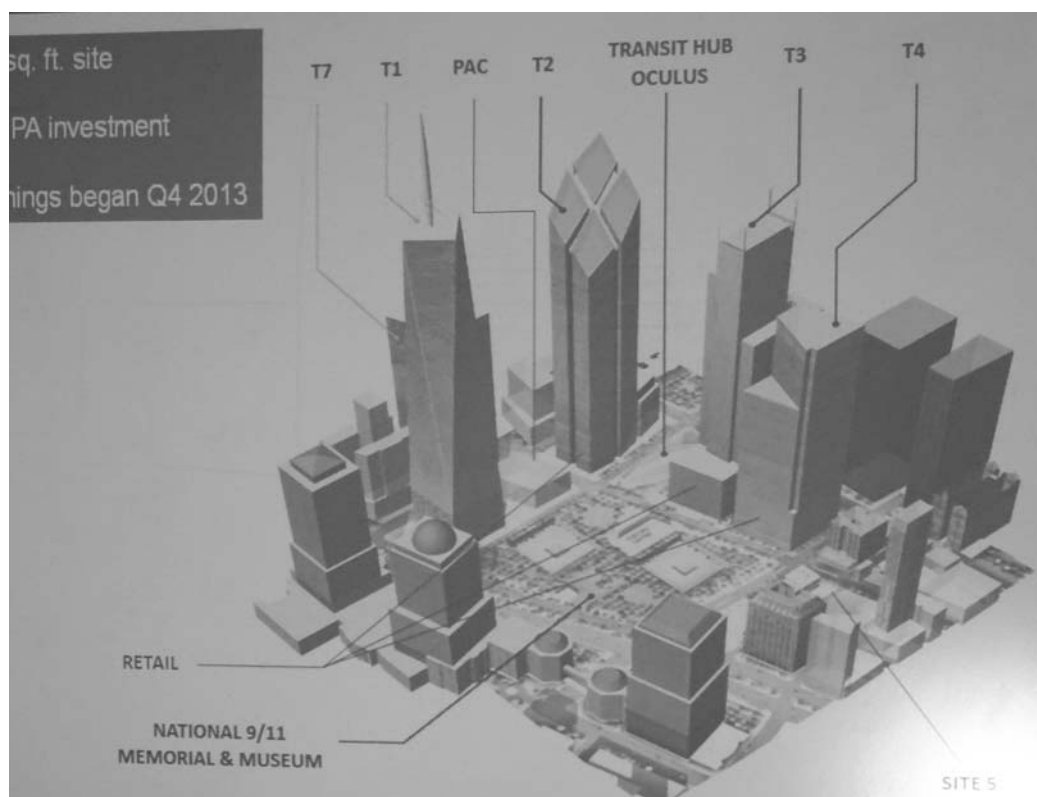 sq. ft. site
PA investment
nings began Q4 2013
T7
T1
PAC
T2
TRANSIT HUB
OCULUS
T3
T4
RETAIL
NATIONAL 9/11
MEMORIAL & MUSEUM
SITE 5